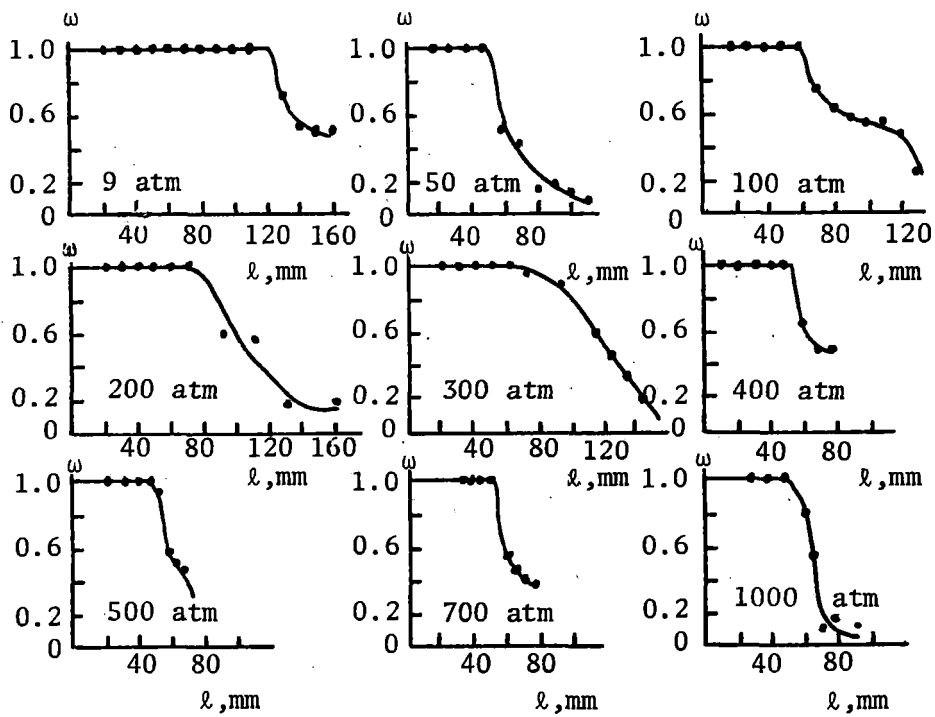 ω ω ω
1.0 1.0 1.0
0.6 0.6 0.6
0.2 0.2 0.2
9 atm 50 atm 100 atm
0 0 0
40 80 120 160 40 80 40 80 120
ℓ,mm ℓ,mm ℓ,mm
ω ω ω
1.0 1.0 1.0
0.6 0.6 0.6
0.2 0.2 0.2
200 atm 300 atm 400 atm
0 0 0
40 80 120 160 40 80 120 40 80
ℓ,mm ℓ,mm ℓ,mm
ω ω ω
1.0 1.0 1.0
0.6 0.6 0.6
0.2 0.2 0.2
500 atm 700 atm 1000 atm
0 0 0
40 80 40 80 40 80
ℓ,mm ℓ,mm ℓ,mm